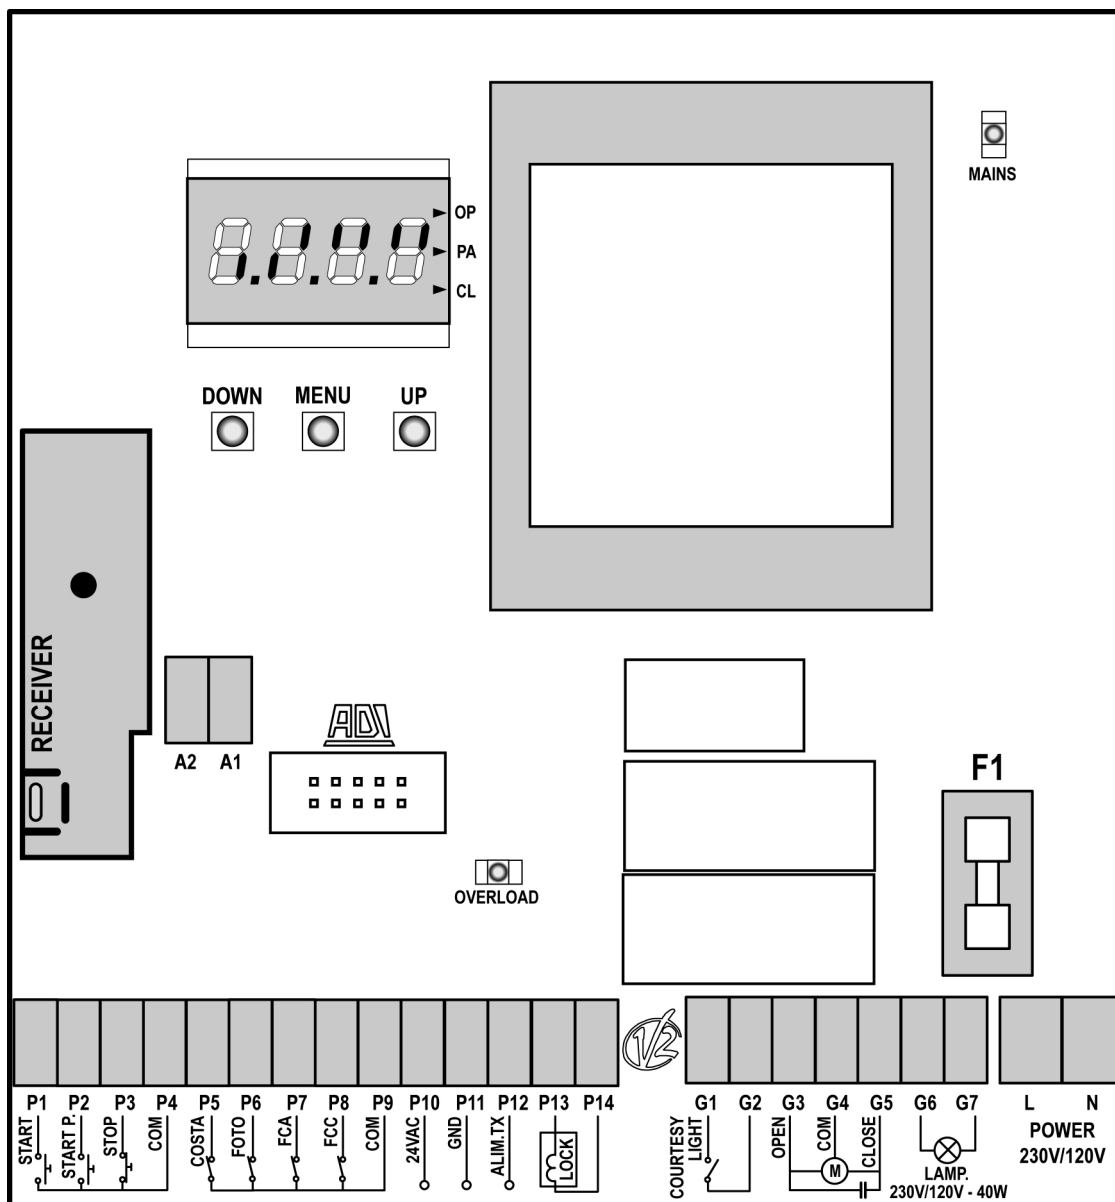 MAINS
OP
PA
CL
DOWN MENU UP
RECEIVER
A2 A1
ADI
F1
OVERLOAD
V2
P1 P2 P3 P4 P5 P6 P7 P8 P9 P10 P11 P12 P13 P14 G1 G2 G3 G4 G5 G6 G7 L N
START
START P.
STOP
COM
COSTA
FOTO
FCA
FCC
COM
24VAC
GND
ALIM.TX
LOCK
COURTESY
LIGHT
OPEN
COM
CLOSE
M
LAMP.
230V/120V - 40W
POWER
230V/120V